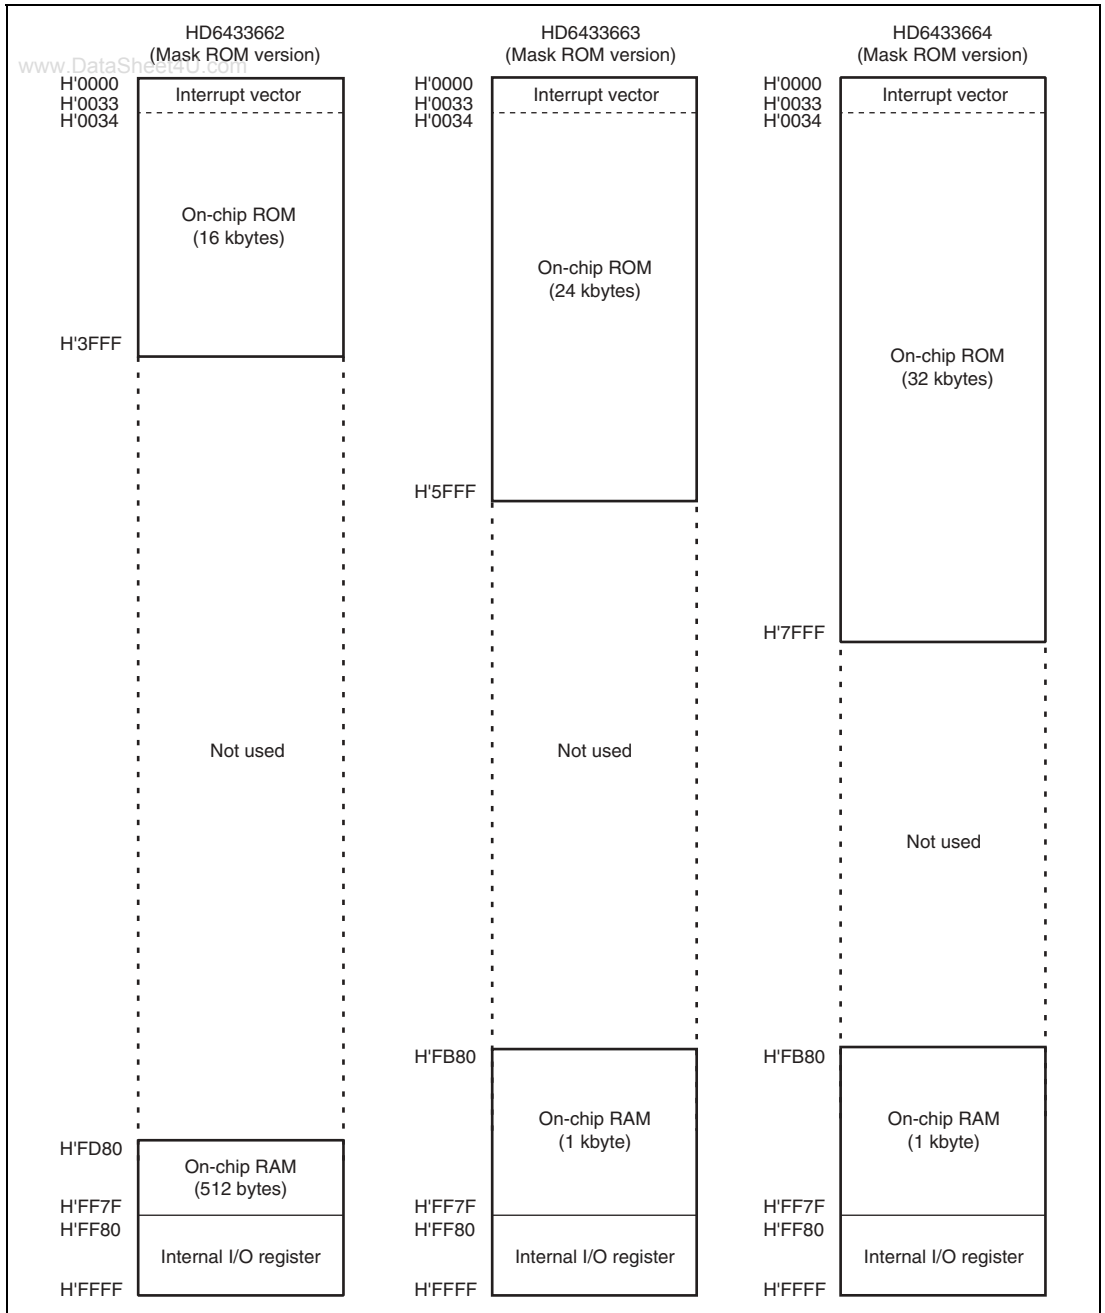 www.DataSheet4U.com
HD6433662
(Mask ROM version)
H'0000
H'0033
H'0034
Interrupt vector
On-chip ROM
(16 kbytes)
H'3FFF
Not used
H'FD80
On-chip RAM
(512 bytes)
H'FF7F
H'FF80
Internal I/O register
H'FFFF
HD6433663
(Mask ROM version)
H'0000
H'0033
H'0034
Interrupt vector
On-chip ROM
(24 kbytes)
H'5FFF
Not used
H'FB80
On-chip RAM
(1 kbyte)
H'FF7F
H'FF80
Internal I/O register
H'FFFF
HD6433664
(Mask ROM version)
H'0000
H'0033
H'0034
Interrupt vector
On-chip ROM
(32 kbytes)
H'7FFF
Not used
H'FB80
On-chip RAM
(1 kbyte)
H'FF7F
H'FF80
Internal I/O register
H'FFFF